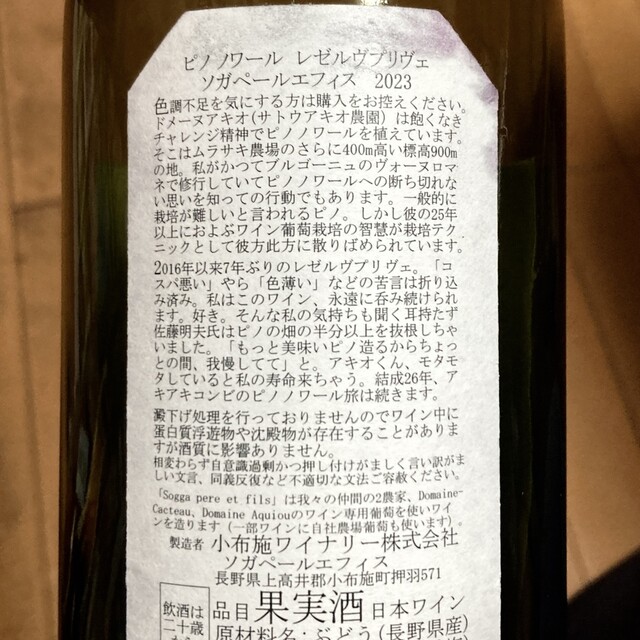 ピノ ノワール レゼルヴプリヴェ
ソガペールエフィス 2023
色調不足を気にする方は購入をお控えください。
ドメーヌアキオ(サトウアキオ農園) は飽くなき
チャレンジ精神でピノノワールを植えています。
そこはムラサキ農場のさらに400m高い標高900m
の地。私がかつてブルゴーニュのヴォーヌロマ
ネで修行していてピノノワールへの断ち切れな
い思いを知っての行動でもあります。一般的に
栽培が難しいと言われるピノ。しかし彼の25年
以上におよぶワイン葡萄栽培の智慧が栽培テク
ニックとして彼方此方に散りばめられています。
2016年以来7年ぶりのレゼルヴプリヴェ。「コ
スパ悪い」やら「色薄い」などの苦言は折り込
み済み。私はこのワイン、永遠に呑み続けられ
ます。好き。そんな私の気持ちも聞く耳持たず
佐藤明夫氏はピノの畑の半分以上を抜根しちゃ
いました。「もっと美味いピノ造るからちょっ
との間、我慢してて」と。アキオくん、モタモ
タしていると私の寿命来ちゃう。結成26年、ア
キアキコンビのピノノワール旅は続きます。
澱下げ処理を行っておりませんのでワイン中に
蛋白質浮遊物や沈殿物が存在することがありま
すが酒質に影響ありません。
相変わらず自意識過剰かつ押し付けがましく言い訳がま
しい文言、同義反復など不適切な文法ご容赦ください。
「Sogga pere et fils」は我々の仲間の2農家、Domaine-
Cacteau, Domaine Aquiouのワイン専用葡萄を使いワイ
ンを造ります（一部ワインに自社農場葡萄も使います）。
製造者 小布施ワイナリー株式会社
ソガペールエフィス
長野県上高井郡小布施町押羽571
飲酒は
二十歳
品目 果実酒 日本ワイン
原材料名：ぶどう(長野県産)